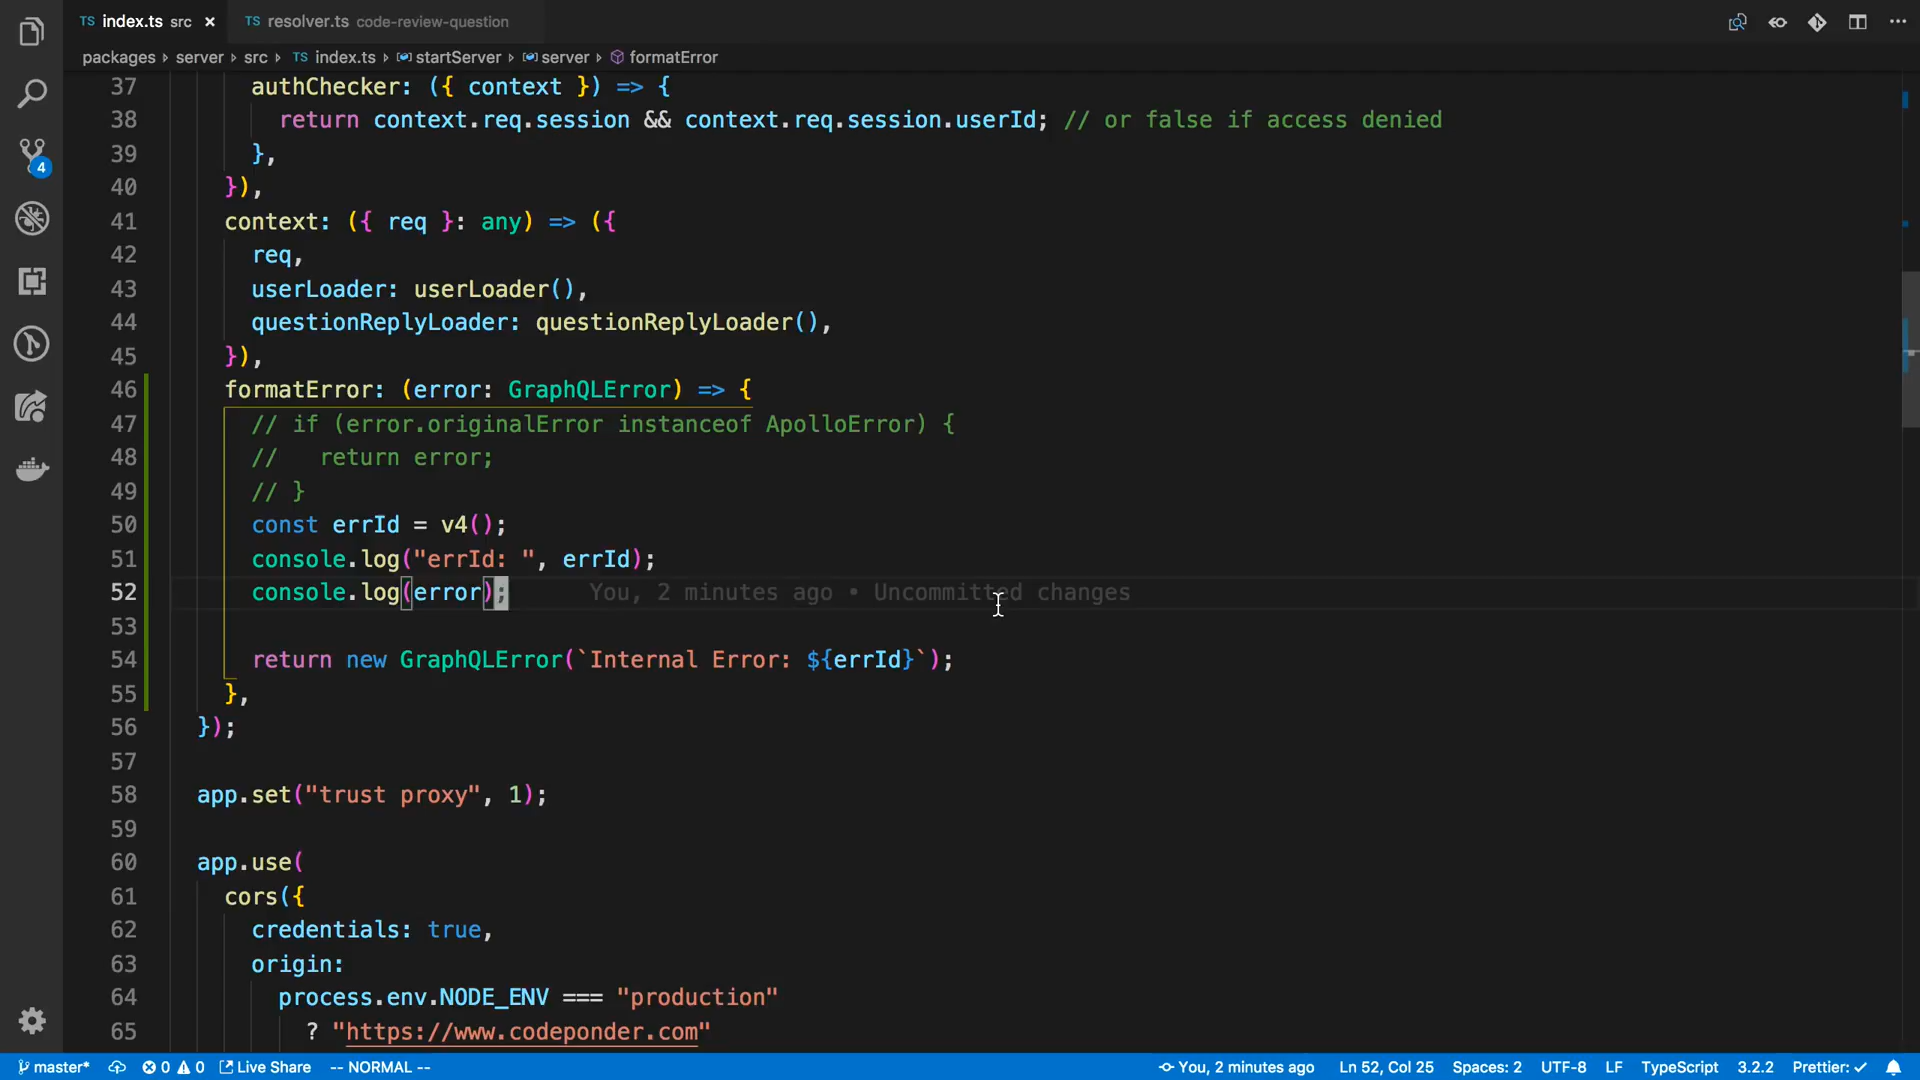 TS index.ts src × TS resolver.ts code-review-question
packages › server › src › TS index.ts › startServer › server › formatError
37 authChecker: ({ context }) => {
38 return context.req.session && context.req.session.userId; // or false if access denied
39 },
40 }),
41 context: ({ req }: any) => ({
42 req,
43 userLoader: userLoader(),
44 questionReplyLoader: questionReplyLoader(),
45 }),
46 formatError: (error: GraphQLError) => {
47 // if (error.originalError instanceof ApolloError) {
48 //   return error;
49 // }
50 const errId = v4();
51 console.log("errId: ", errId);
52 console.log(error); You, 2 minutes ago • Uncommitted changes
53
54 return new GraphQLError(`Internal Error: ${errId}`);
55 },
56 });
57
58 app.set("trust proxy", 1);
59
60 app.use(
61 cors({
62 credentials: true,
63 origin:
64 process.env.NODE_ENV === "production"
65 ? "https://www.codeponder.com"
4
master* 0 0 Live Share -- NORMAL -- You, 2 minutes ago Ln 52, Col 25 Spaces: 2 UTF-8 LF TypeScript 3.2.2 Prettier: ✓